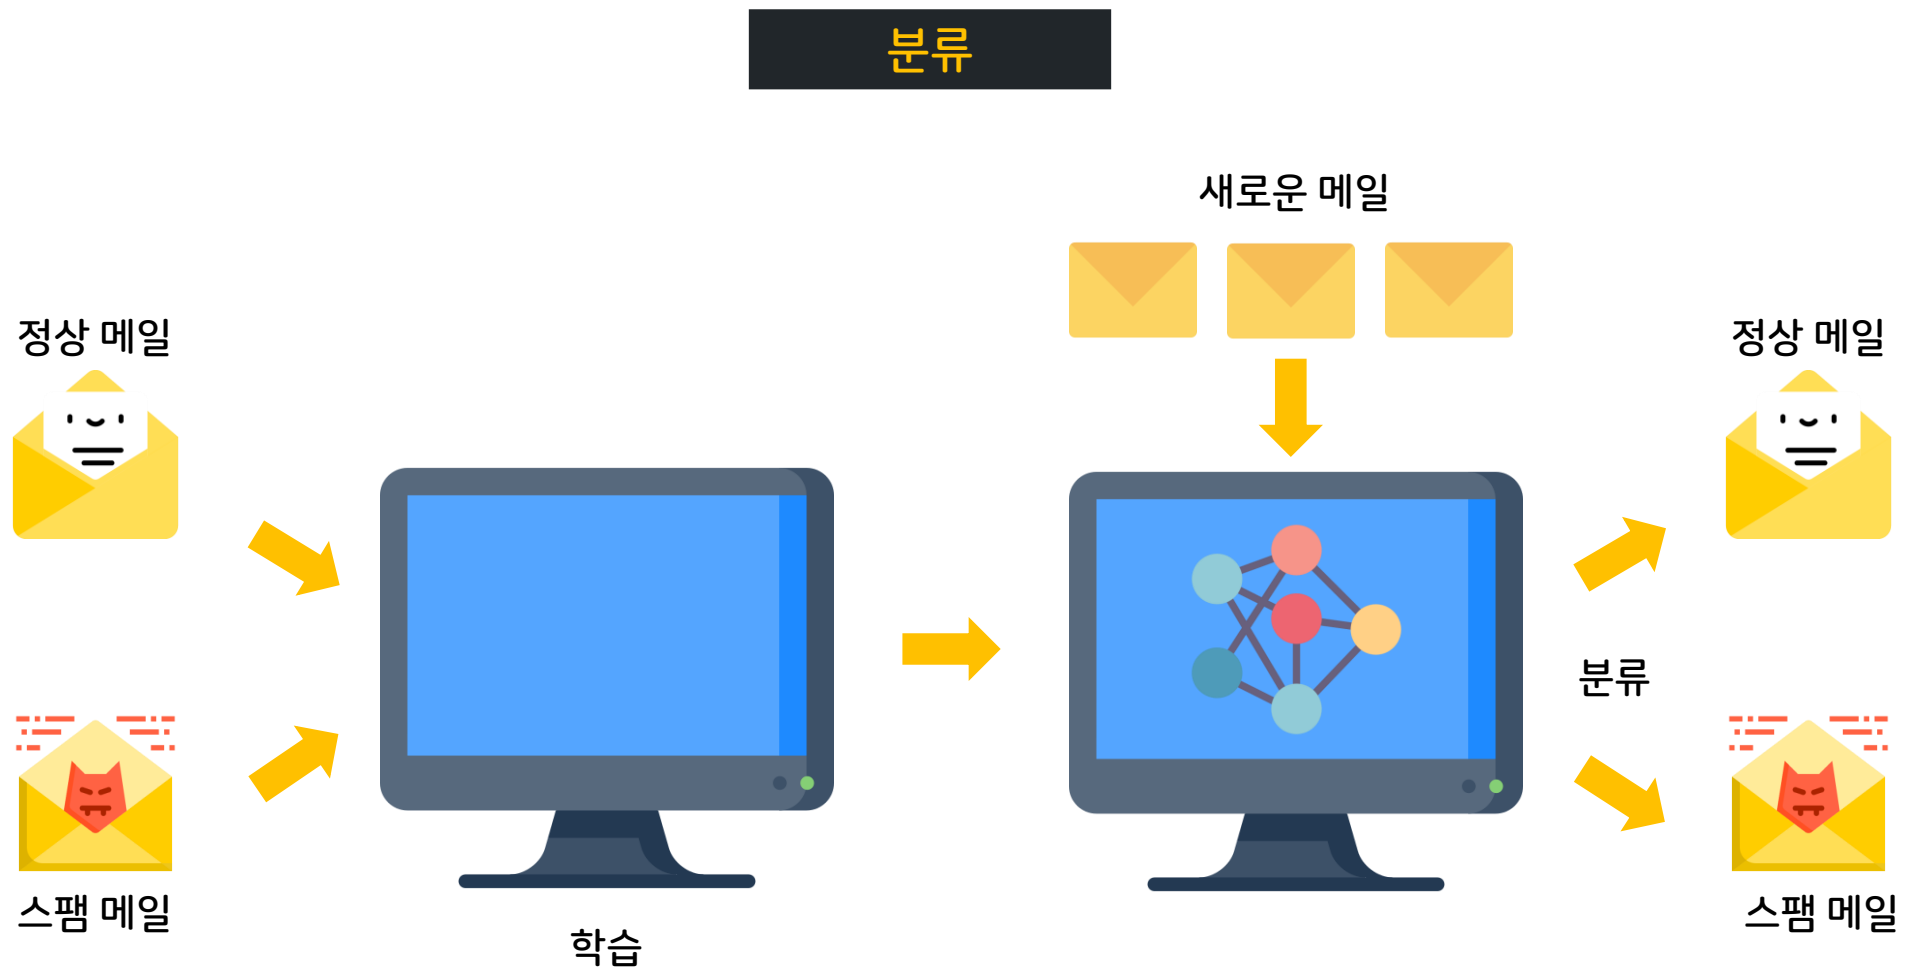 분류
새로운 메일
정상 메일
정상 메일
분류
스팸 메일
스팸 메일
학습